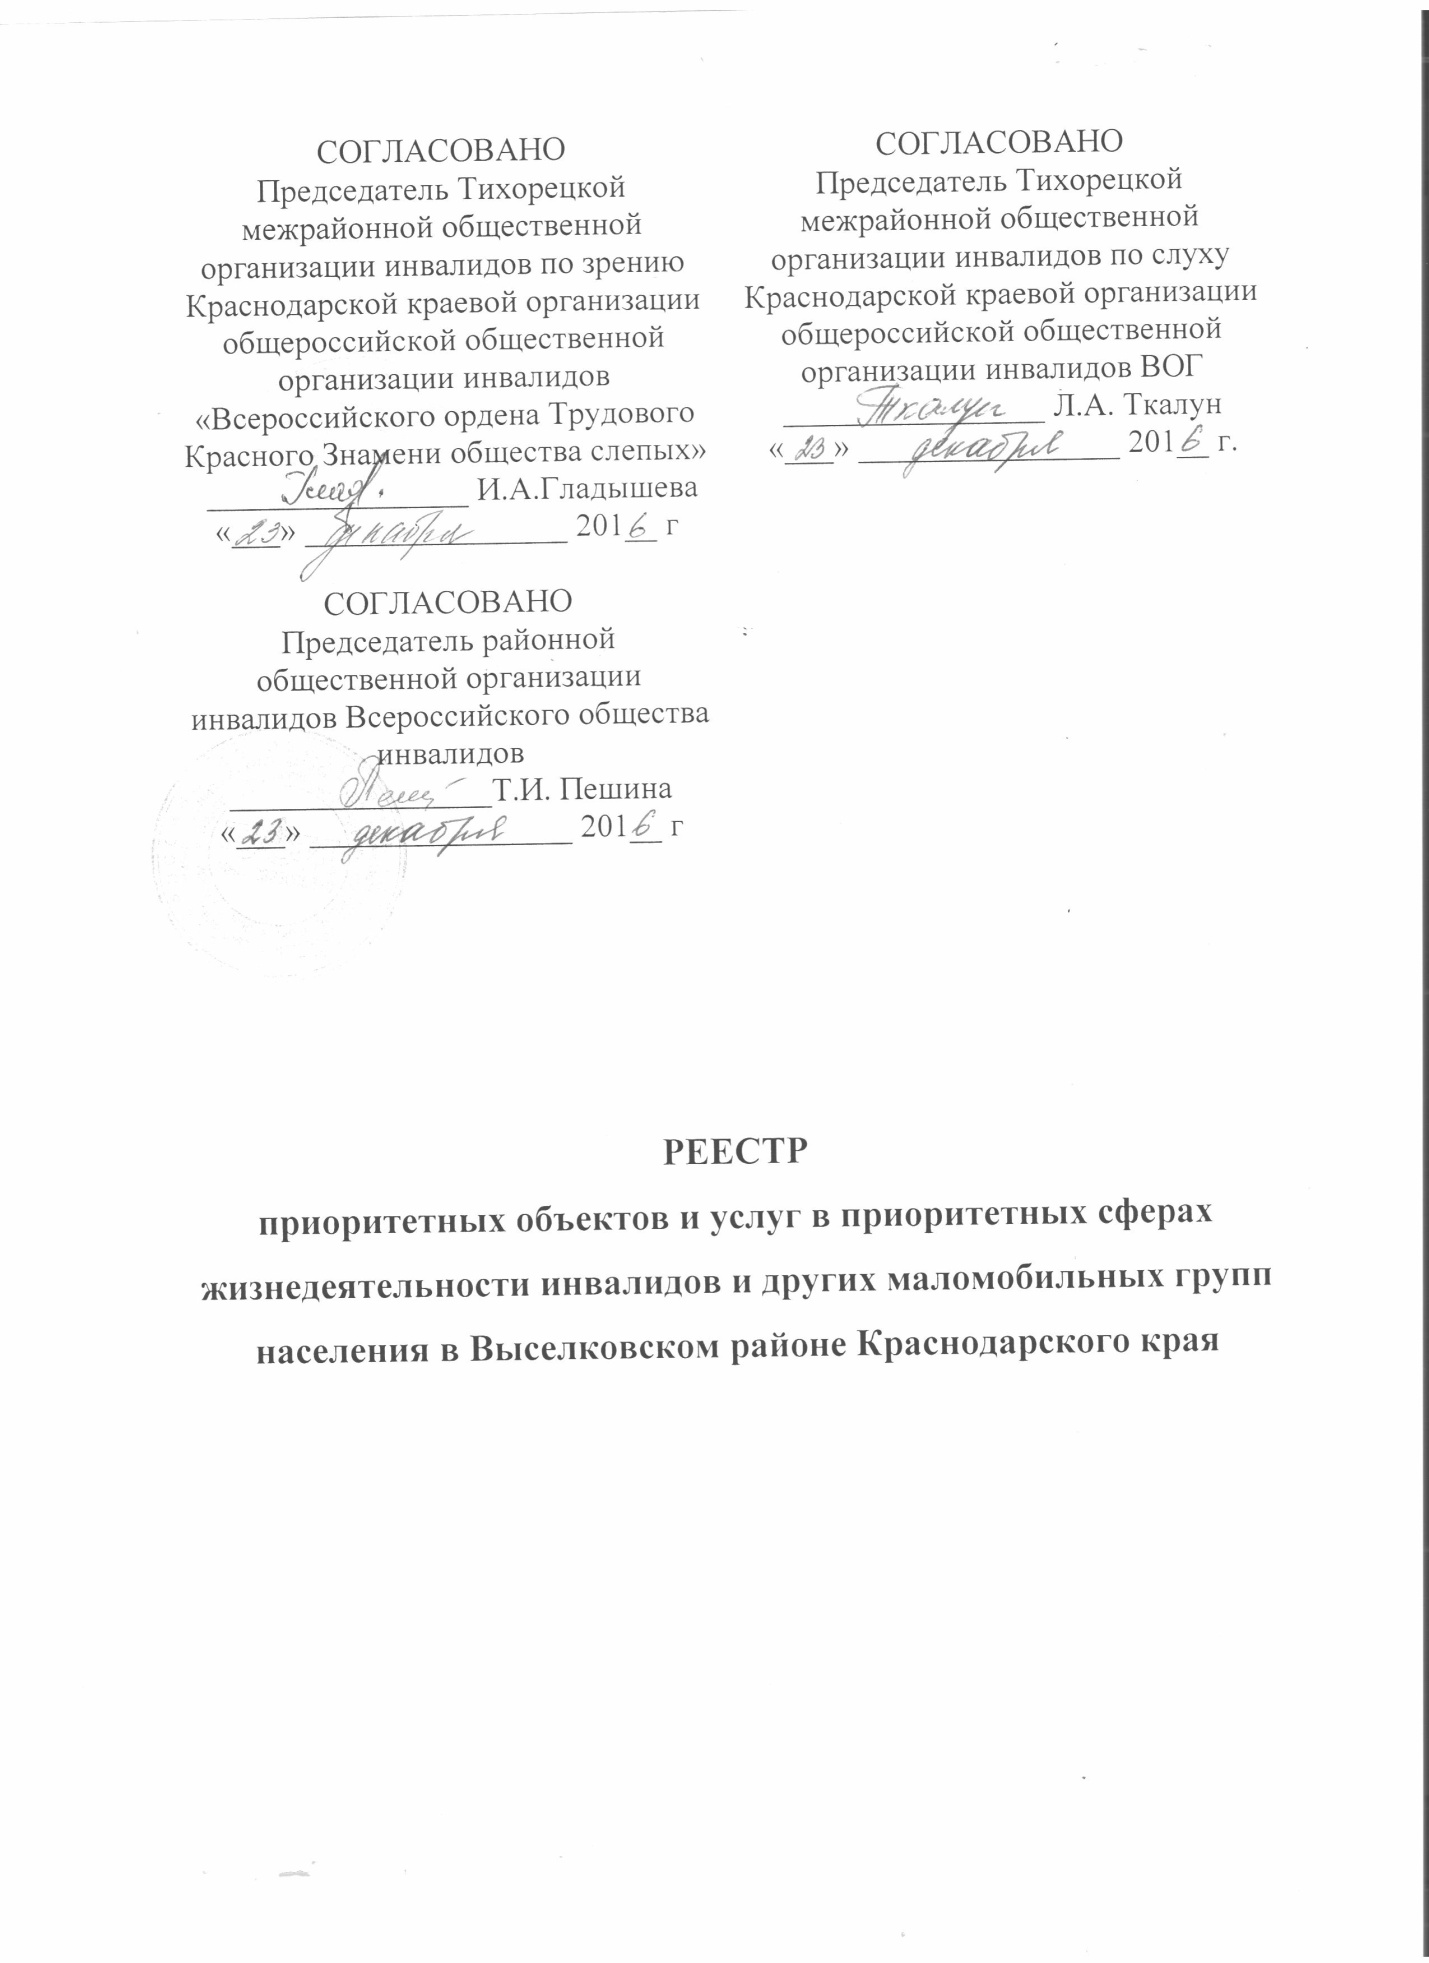 СОГЛАСОВАНО
Председатель Тихорецкой
межрайонной общественной
организации инвалидов по зрению
Краснодарской краевой организации
общероссийской общественной
организации инвалидов
«Всероссийского ордена Трудового
Красного Знамени общества слепых»
И.А.Гладышева
«23» декабря 2016 г
СОГЛАСОВАНО
Председатель Тихорецкой
межрайонной общественной
организации инвалидов по слуху
Краснодарской краевой организации
общероссийской общественной
организации инвалидов ВОГ
Ткалун Л.А. Ткалун
«23» декабря 2016 г.
СОГЛАСОВАНО
Председатель районной
общественной организации
инвалидов Всероссийского общества
инвалидов
Т.И. Пешина
«23» декабря 2016 г
РЕЕСТР
приоритетных объектов и услуг в приоритетных сферах
жизнедеятельности инвалидов и других маломобильных групп
населения в Выселковском районе Краснодарского края